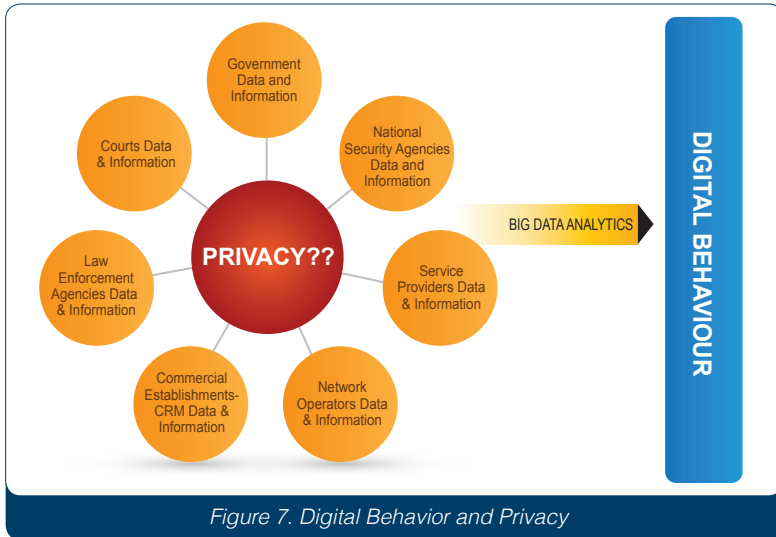 Government
Data and
Information
National
Security Agencies
Data and
Information
Service
Providers Data
& Information
Network
Operators Data
& Information
Commercial
Establishments-
CRM Data &
Information
Law
Enforcement
Agencies Data
& Information
Courts Data
& Information
PRIVACY??
BIG DATA ANALYTICS
DIGITAL BEHAVIOUR
Figure 7. Digital Behavior and Privacy